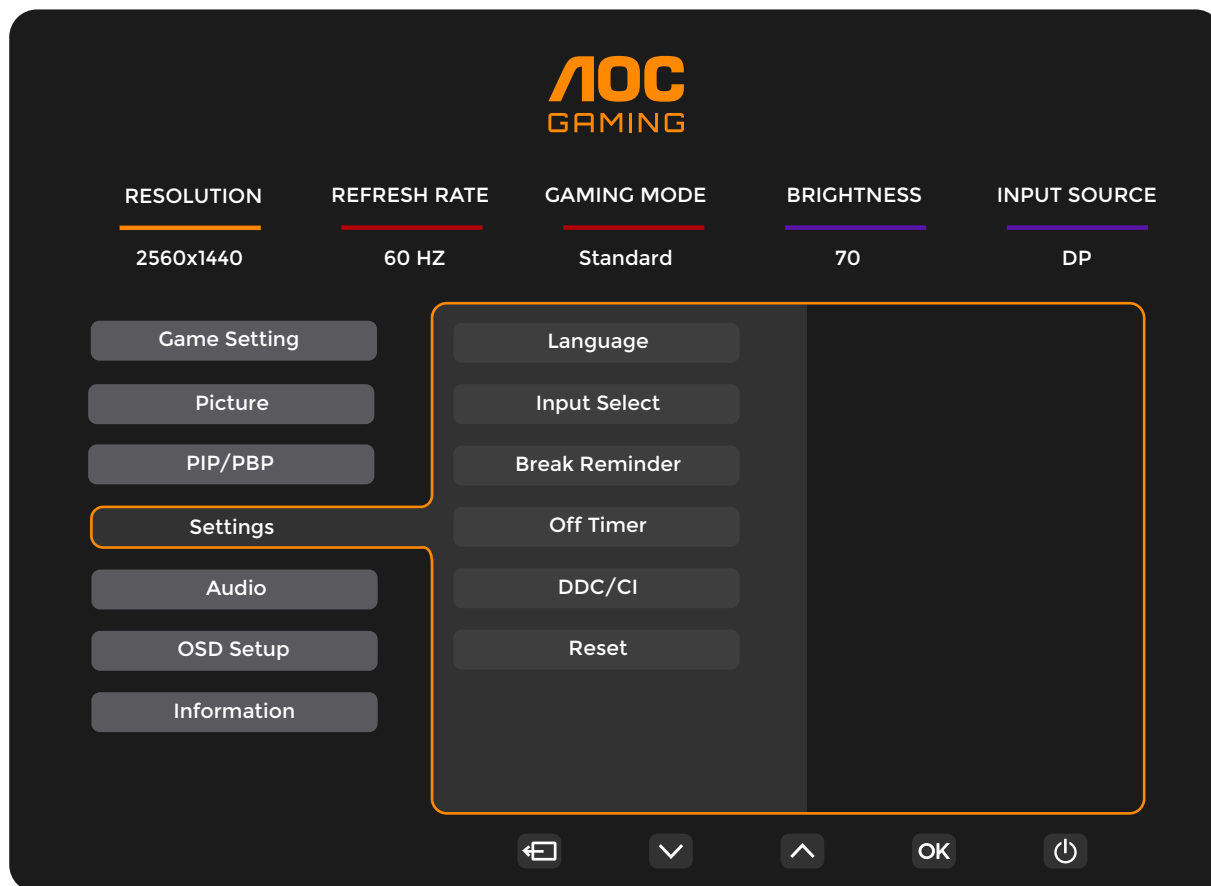 AOC
GAMING
RESOLUTION REFRESH RATE GAMING MODE BRIGHTNESS INPUT SOURCE
2560x1440 60 HZ Standard 70 DP
Game Setting
Picture
PIP/PBP
Settings
Audio
OSD Setup
Information
Language
Input Select
Break Reminder
Off Timer
DDC/CI
Reset
OK